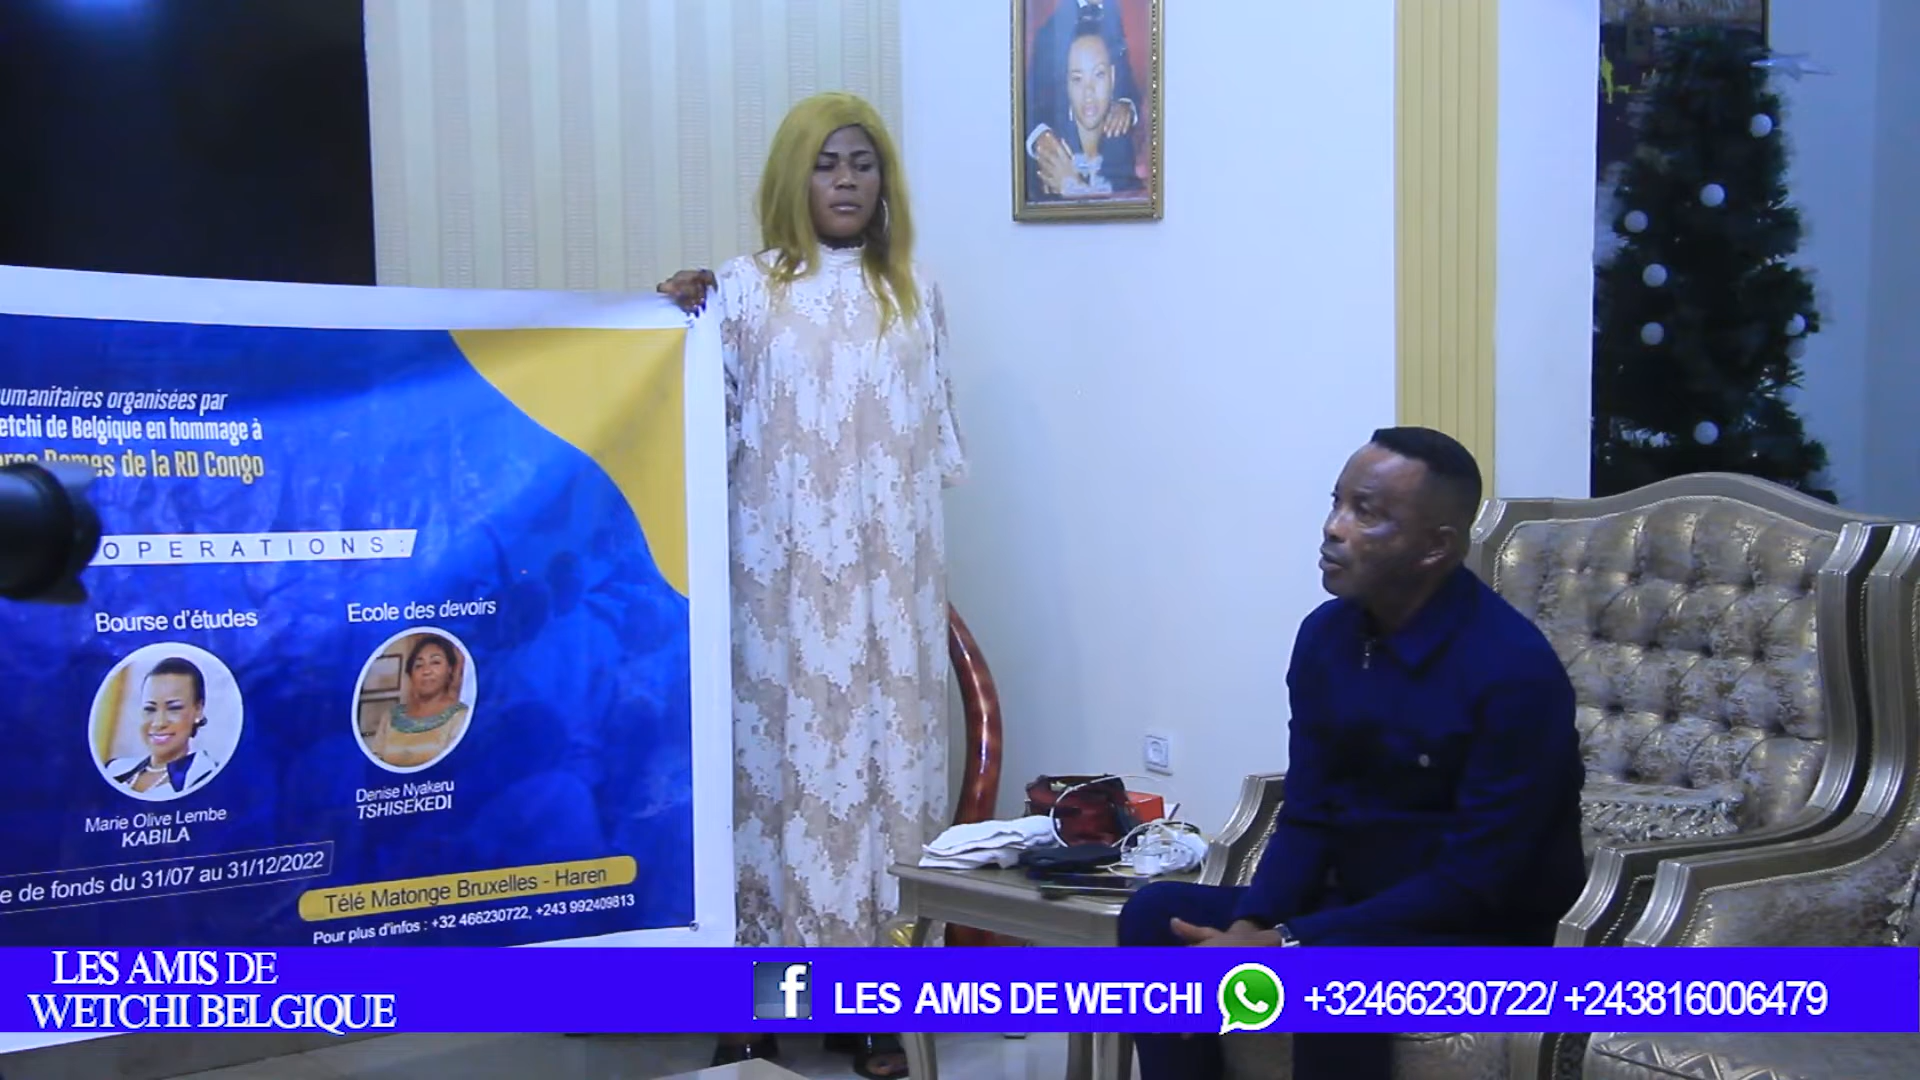 umanitaires organisées par
etchi de Belgique en hommage à
Dames de la RD Congo
OPERATIONS:
Bourse d'études
Ecole des devoirs
Marie Olive Lembe
KABILA
Denise Nyakeru
TSHISEKEDI
e de fonds du 31/07 au 31/12/2022
Télé Matonge Bruxelles - Haren
Pour plus d'infos : +32 466230722, +243 992409813
LES AMIS DE
WETCHI BELGIQUE
f LES AMIS DE WETCHI +32466230722/ +243816006479